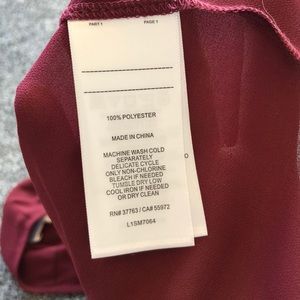 PART 1 PAGE 1
100% POLYESTER
MADE IN CHINA
MACHINE WASH COLD
SEPARATELY
DELICATE CYCLE
ONLY NON-CHLORINE
BLEACH IF NEEDED
TUMBLE DRY LOW
COOL IRON IF NEEDED
OR DRY CLEAN
RN# 37763 / CA# 55972
L1SM7064